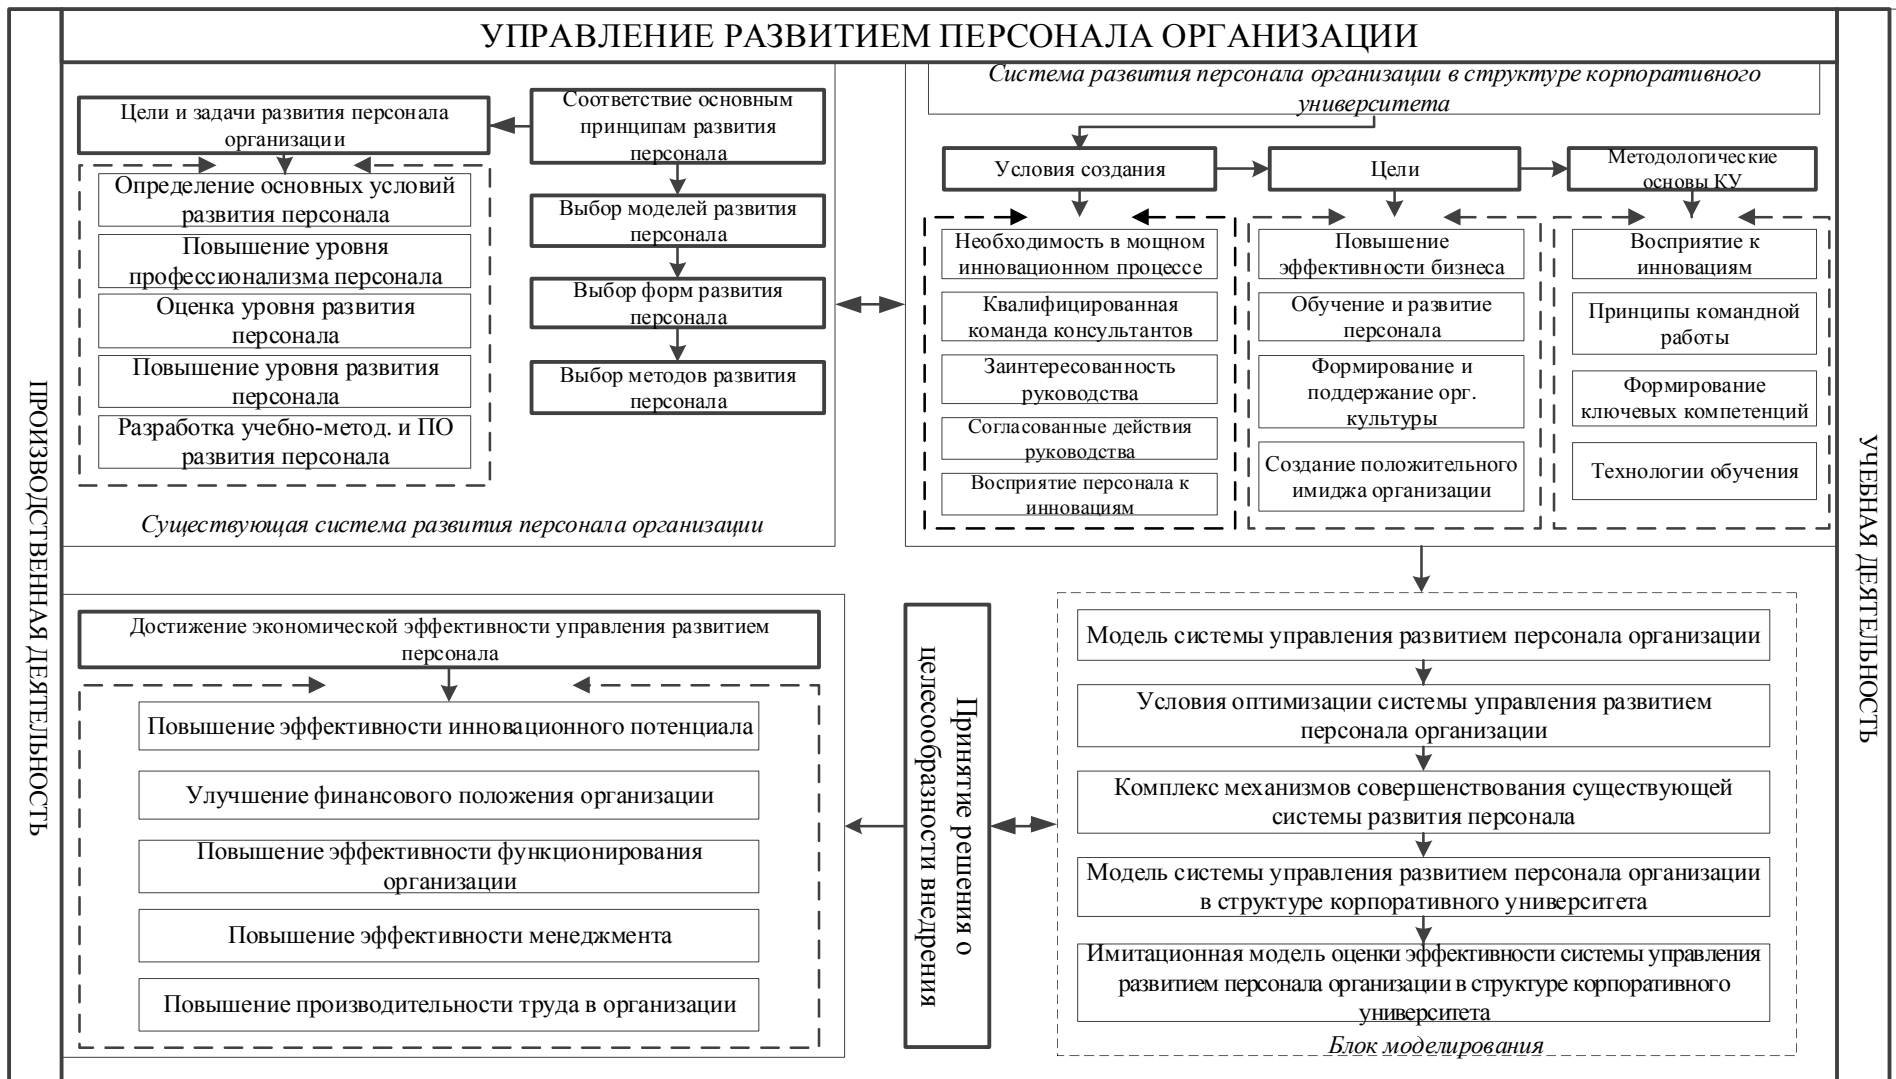 УПРАВЛЕНИЕ РАЗВИТИЕМ ПЕРСОНАЛА ОРГАНИЗАЦИИ
ПРОИЗВОДСТВЕННАЯ ДЕЯТЕЛЬНОСТЬ
Цели и задачи развития персонала
организации
Определение основных условий
развития персонала
Повышение уровня
профессионализма персонала
Оценка уровня развития
персонала
Повышение уровня развития
персонала
Разработка учебно-метод. и ПО
развития персонала
Соответствие основным
принципам развития
персонала
Выбор моделей развития
персонала
Выбор форм развития
персонала
Выбор методов развития
персонала
Существующая система развития персонала организации
Система развития персонала организации в структуре корпоративного
университета
Условия создания
Необходимость в мощном
инновационном процессе
Квалифицированная
команда консультантов
Заинтересованность
руководства
Согласованные действия
руководства
Восприятие персонала к
инновациям
Цели
Повышение
эффективности бизнеса
Обучение и развитие
персонала
Формирование и
поддержание орг.
культуры
Создание положительного
имиджа организации
Методологические
основы КУ
Восприятие к
инновациям
Принципы командной
работы
Формирование
ключевых компетенций
Технологии обучения
УЧЕБНАЯ ДЕЯТЕЛЬНОСТЬ
Достижение экономической эффективности управления развитием
персонала
Повышение эффективности инновационного потенциала
Улучшение финансового положения организации
Повышение эффективности функционирования
организации
Повышение эффективности менеджмента
Повышение производительности труда в организации
Принятие решения о
целесообразности внедрения
Модель системы управления развитием персонала организации
Условия оптимизации системы управления развитием
персонала организации
Комплекс механизмов совершенствования существующей
системы развития персонала
Модель системы управления развитием персонала организации
в структуре корпоративного университета
Имитационная модель оценки эффективности системы управления
развитием персонала организации в структуре корпоративного
университета
Блок моделирования